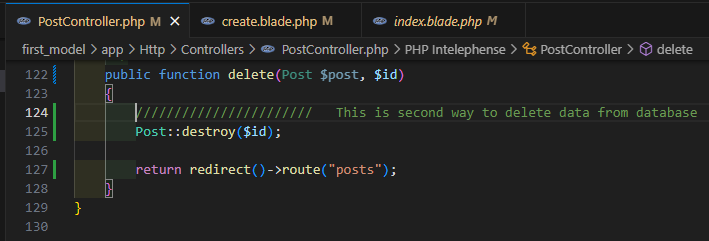 PostController.php M × create.blade.php M index.blade.php M
first_model > app > Http > Controllers > PostController.php > PHP Intelephense > PostController > delete
122 public function delete(Post $post, $id)
123 {
124 /////////////////////// This is second way to delete data from database
125 Post::destroy($id);
126
127 return redirect()->route("posts");
128 }
129 }
130